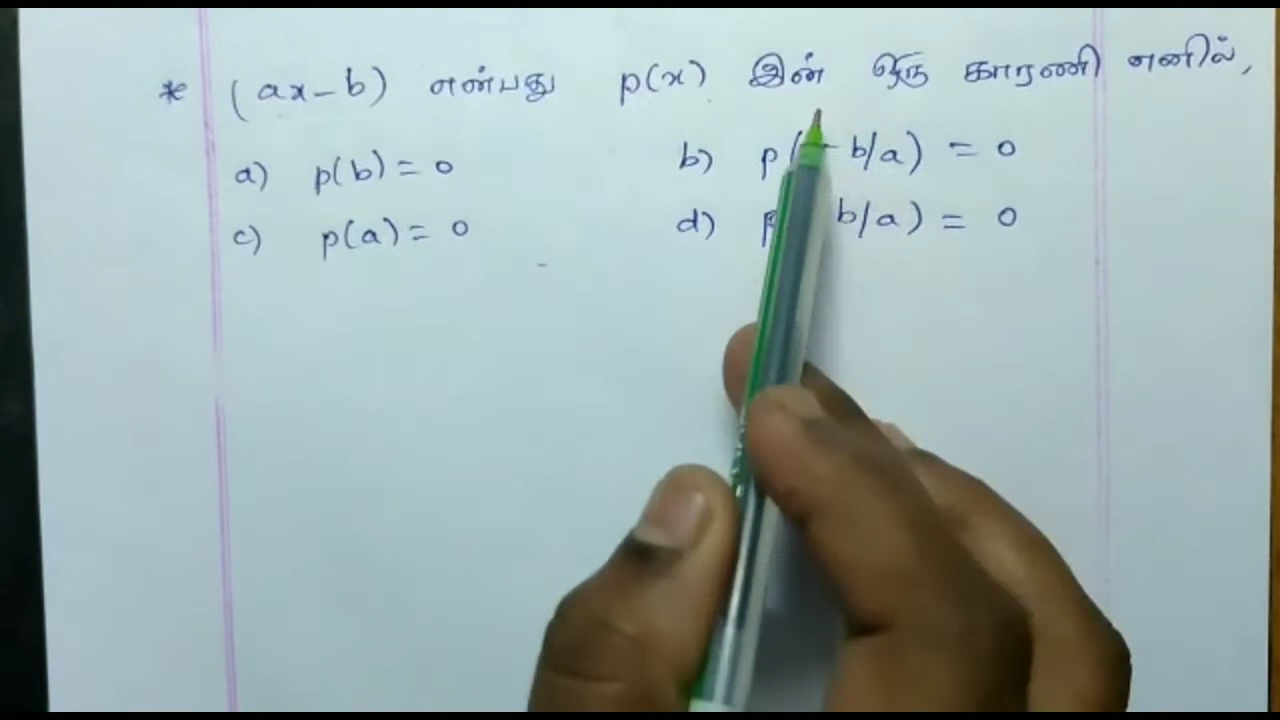 * (ax-b) என்பது p(x) இன் ஒரு காரணி எனில்,
a) p(b) = 0 b) p(-b/a) = 0
c) p(a) = 0 d) b/a) = 0